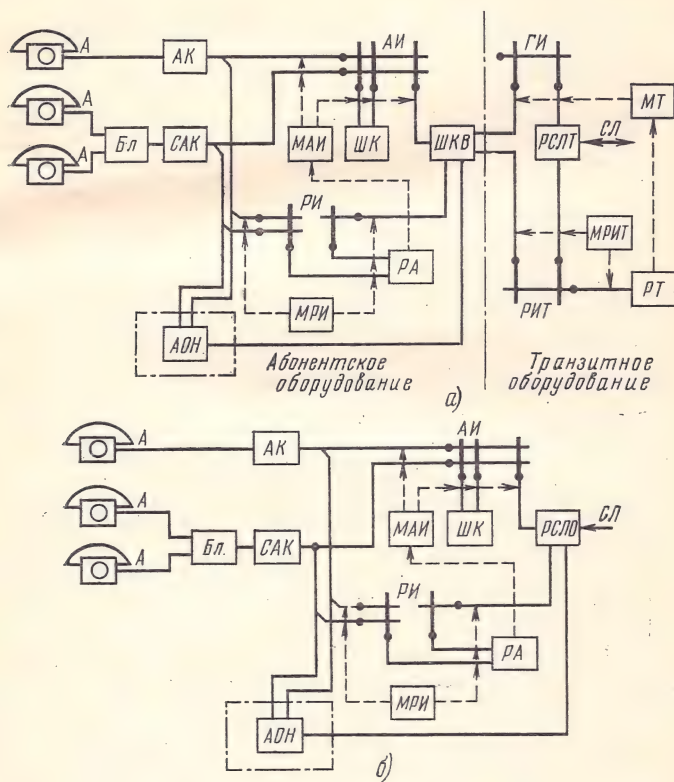 А
АК
АИ
ГИ
А
МАИ
ШК
ШКВ
РСЛТ
СЛ
МТ
Бл
САК
А
РИ
РА
МРИТ
МРИ
РИТ
РТ
АОН
Абонентское
оборудование
Транзитное
оборудование
а)
А
АК
АИ
А
МАИ
ШК
РСЛО
СЛ
Бл.
САК
А
РИ
РА
МРИ
АОН
б)